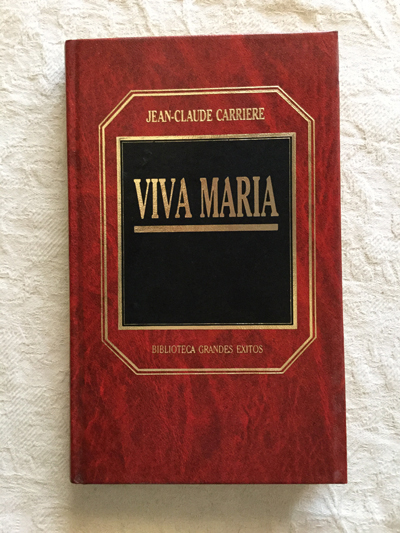 JEAN-CLAUDE CARRIERE
VIVA MARIA
BIBLIOTECA GRANDES EXITOS